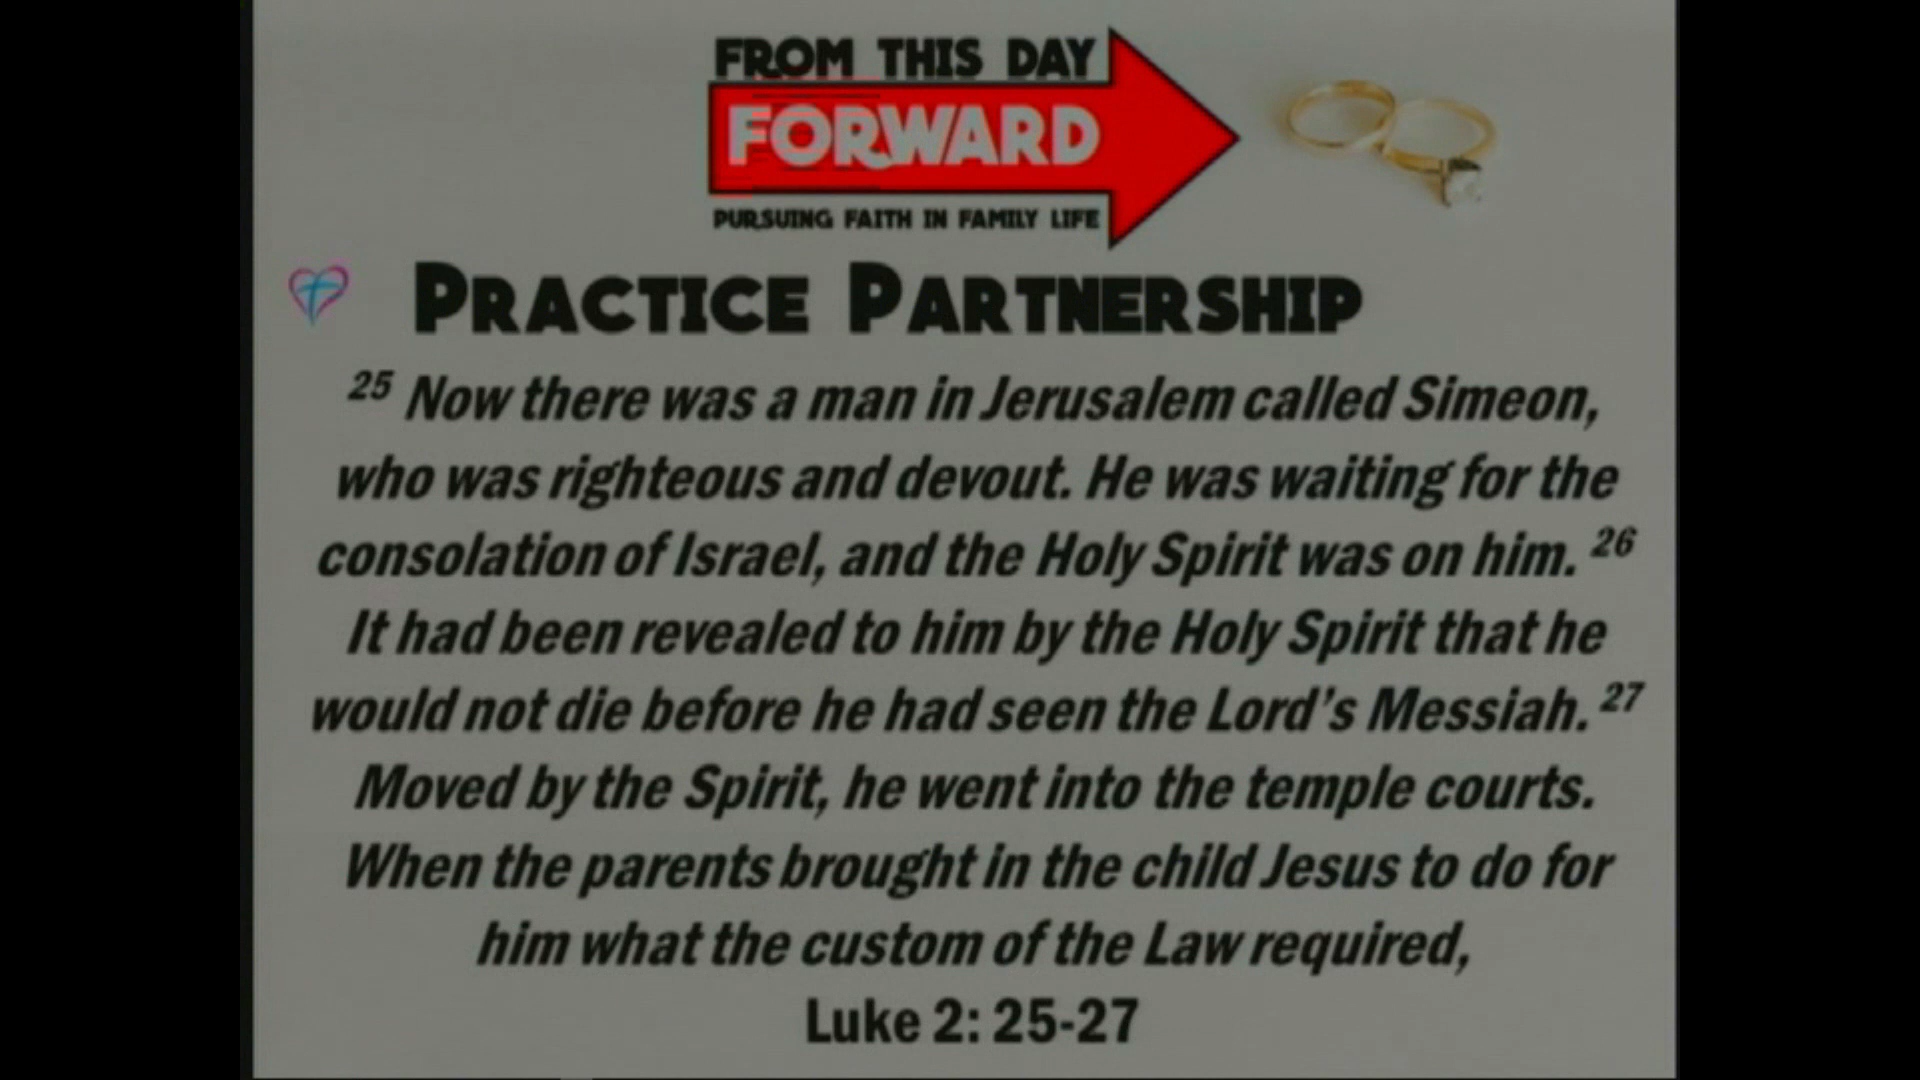 FROM THIS DAY
FORWARD
PURSUING FAITH IN FAMILY LIFE
PRACTICE PARTNERSHIP
25 Now there was a man in Jerusalem called Simeon,
who was righteous and devout. He was waiting for the
consolation of Israel, and the Holy Spirit was on him. 26
It had been revealed to him by the Holy Spirit that he
would not die before he had seen the Lord's Messiah. 27
Moved by the Spirit, he went into the temple courts.
When the parents brought in the child Jesus to do for
him what the custom of the Law required,
Luke 2: 25-27